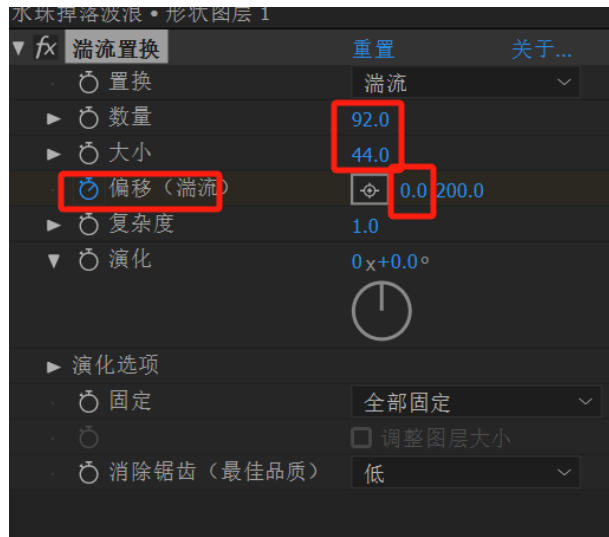 水珠掉落波浪 • 形状图层 1
fx 湍流置换 重置 关于...
置换 湍流
数量 92.0
大小 44.0
偏移（湍流） 0.0 200.0
复杂度 1.0
演化 0x+0.0°
演化选项
固定 全部固定
调整图层大小
消除锯齿（最佳品质） 低